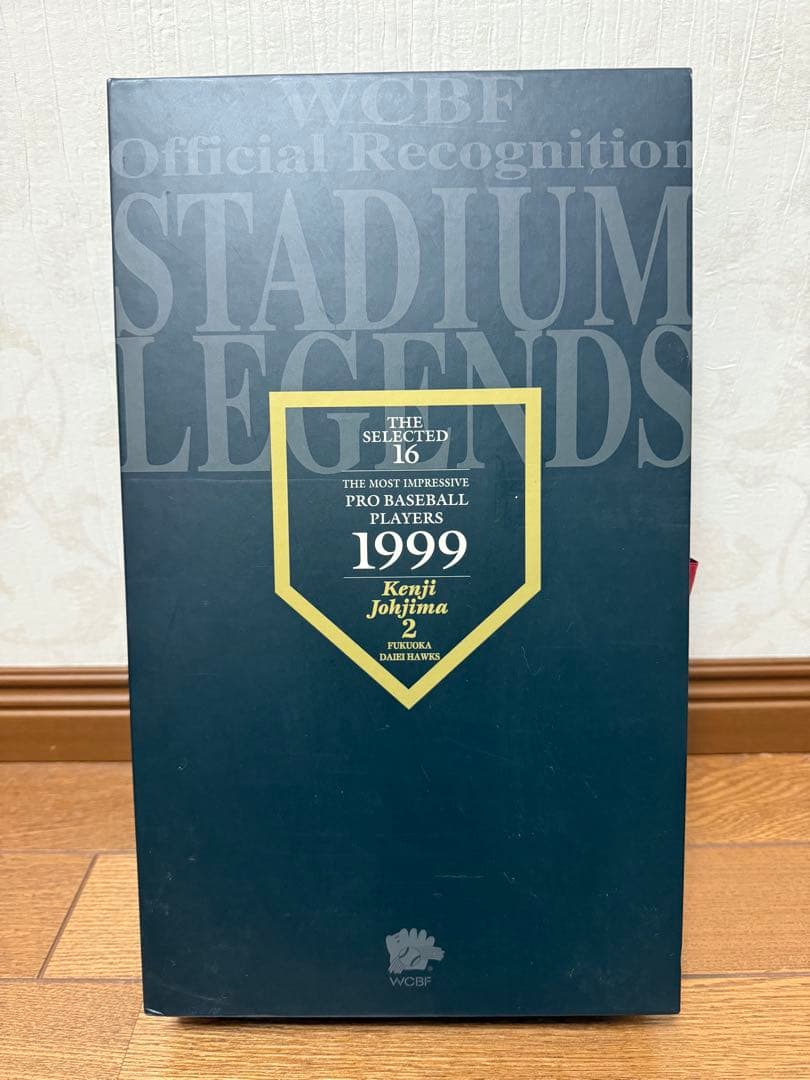 WCBF
Official Recognition
STADIUM
LEGENDS
THE
SELECTED
16
THE MOST IMPRESSIVE
PRO BASEBALL
PLAYERS
1999
Kenji
Johjima
2
FUKUOKA
DAIEI HAWKS
WCBF